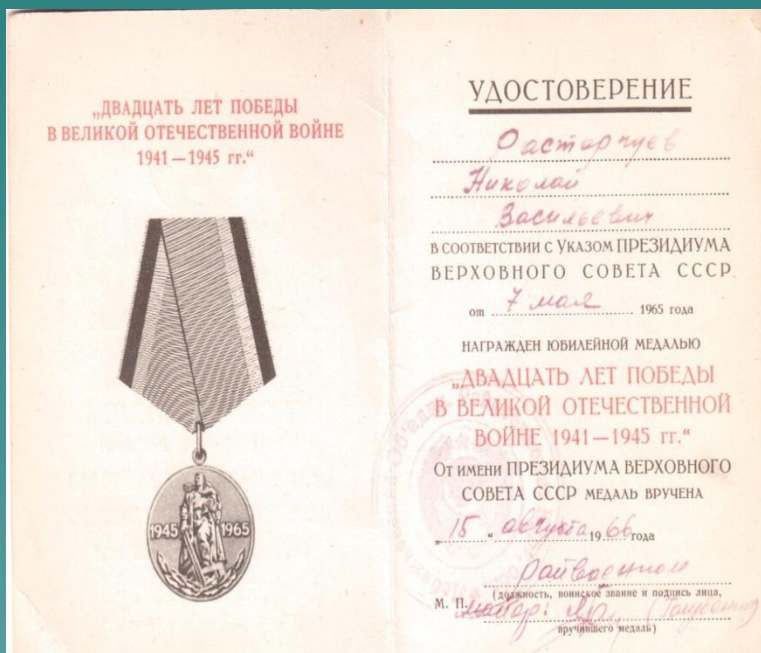 „ДВАДЦАТЬ ЛЕТ ПОБЕДЫ
В ВЕЛИКОЙ ОТЕЧЕСТВЕННОЙ ВОЙНЕ
1941—1945 гг.“
1945 1965
УДОСТОВЕРЕНИЕ
Расторгуев
Николай
Васильевич
В СООТВЕТСТВИИ С УКАЗОМ ПРЕЗИДИУМА
ВЕРХОВНОГО СОВЕТА СССР
от 7 мая 1965 года
НАГРАЖДЕН ЮБИЛЕЙНОЙ МЕДАЛЬЮ
„ДВАДЦАТЬ ЛЕТ ПОБЕДЫ
В ВЕЛИКОЙ ОТЕЧЕСТВЕННОЙ
ВОЙНЕ 1941—1945 гг.“
ОТ ИМЕНИ ПРЕЗИДИУМА ВЕРХОВНОГО
СОВЕТА СССР МЕДАЛЬ ВРУЧЕНА
„15“ августа 1966 года
Райвоенком
(должность, воинское звание и подпись лица,
М. П.
вручившего медаль)